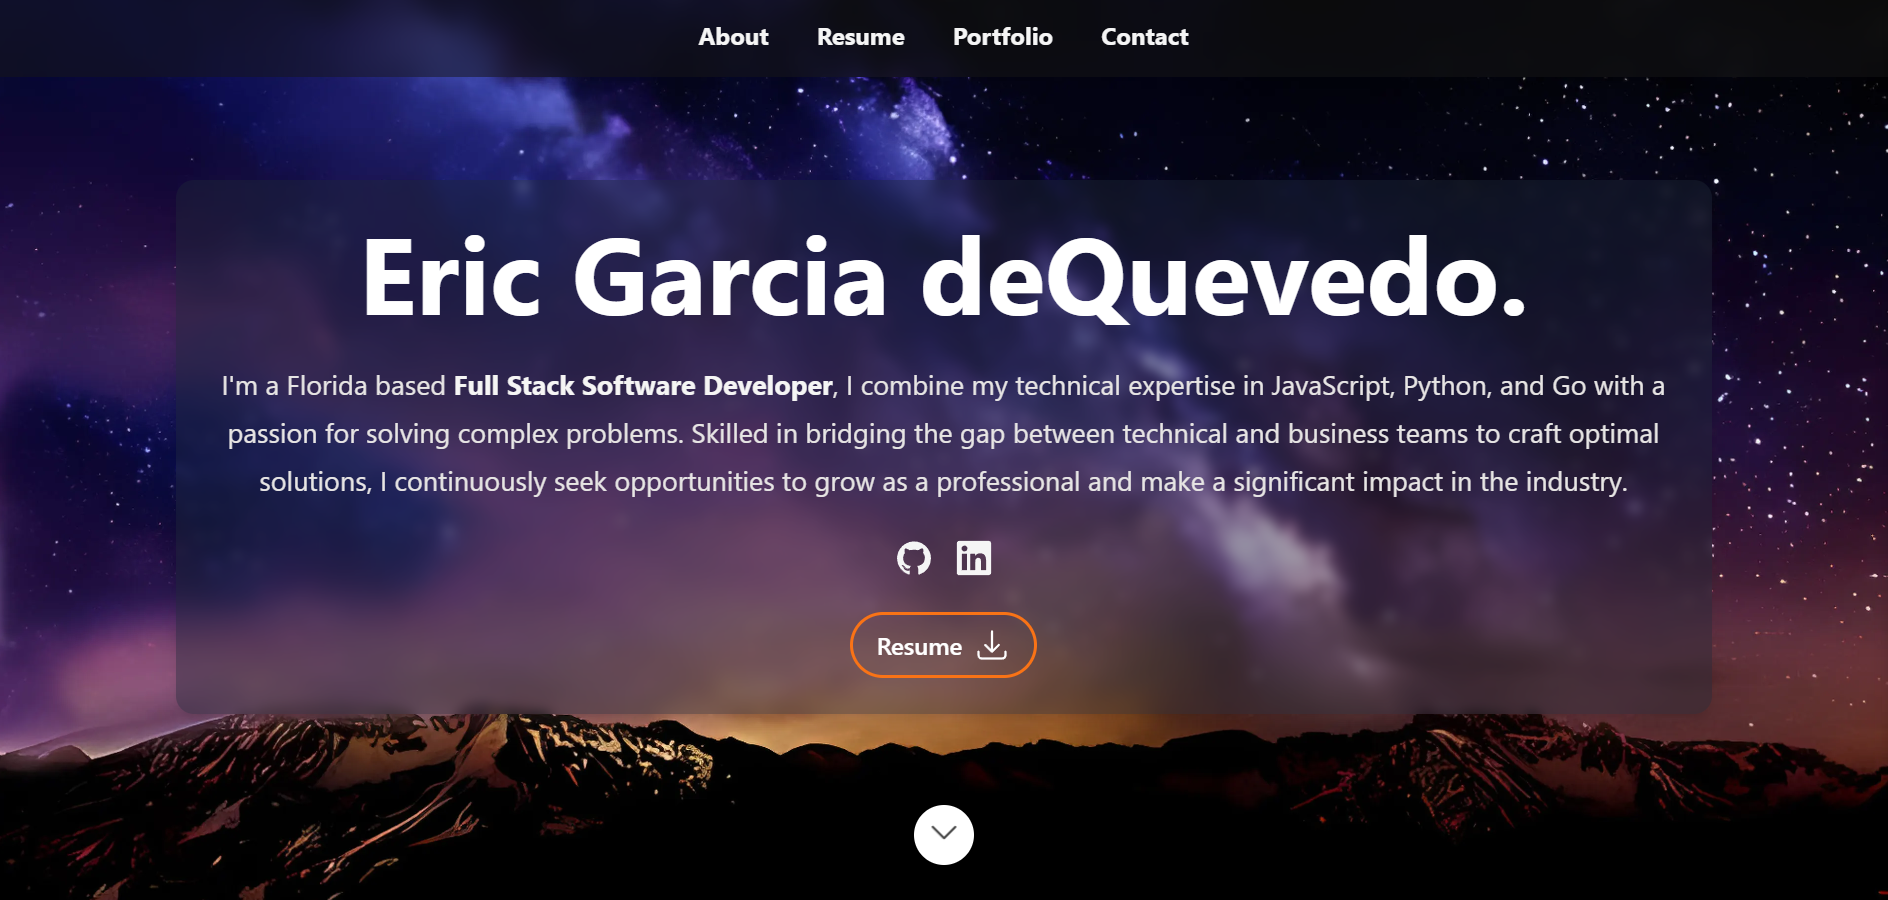 About Resume Portfolio Contact
Eric Garcia deQuevedo.
I'm a Florida based Full Stack Software Developer, I combine my technical expertise in JavaScript, Python, and Go with a
passion for solving complex problems. Skilled in bridging the gap between technical and business teams to craft optimal
solutions, I continuously seek opportunities to grow as a professional and make a significant impact in the industry.
in
Resume